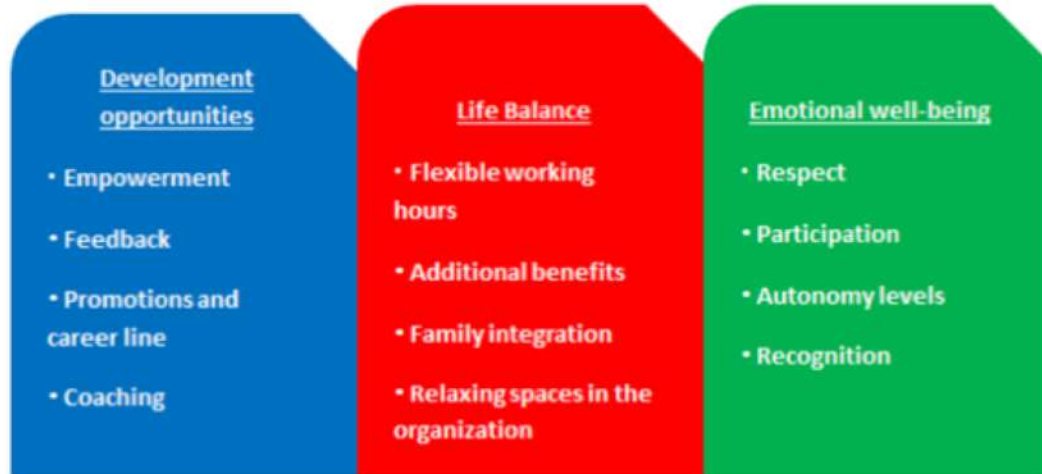 Development
opportunities
• Empowerment
• Feedback
• Promotions and
career line
• Coaching
Life Balance
• Flexible working
hours
• Additional benefits
• Family integration
• Relaxing spaces in the
organization
Emotional well-being
• Respect
• Participation
• Autonomy levels
• Recognition